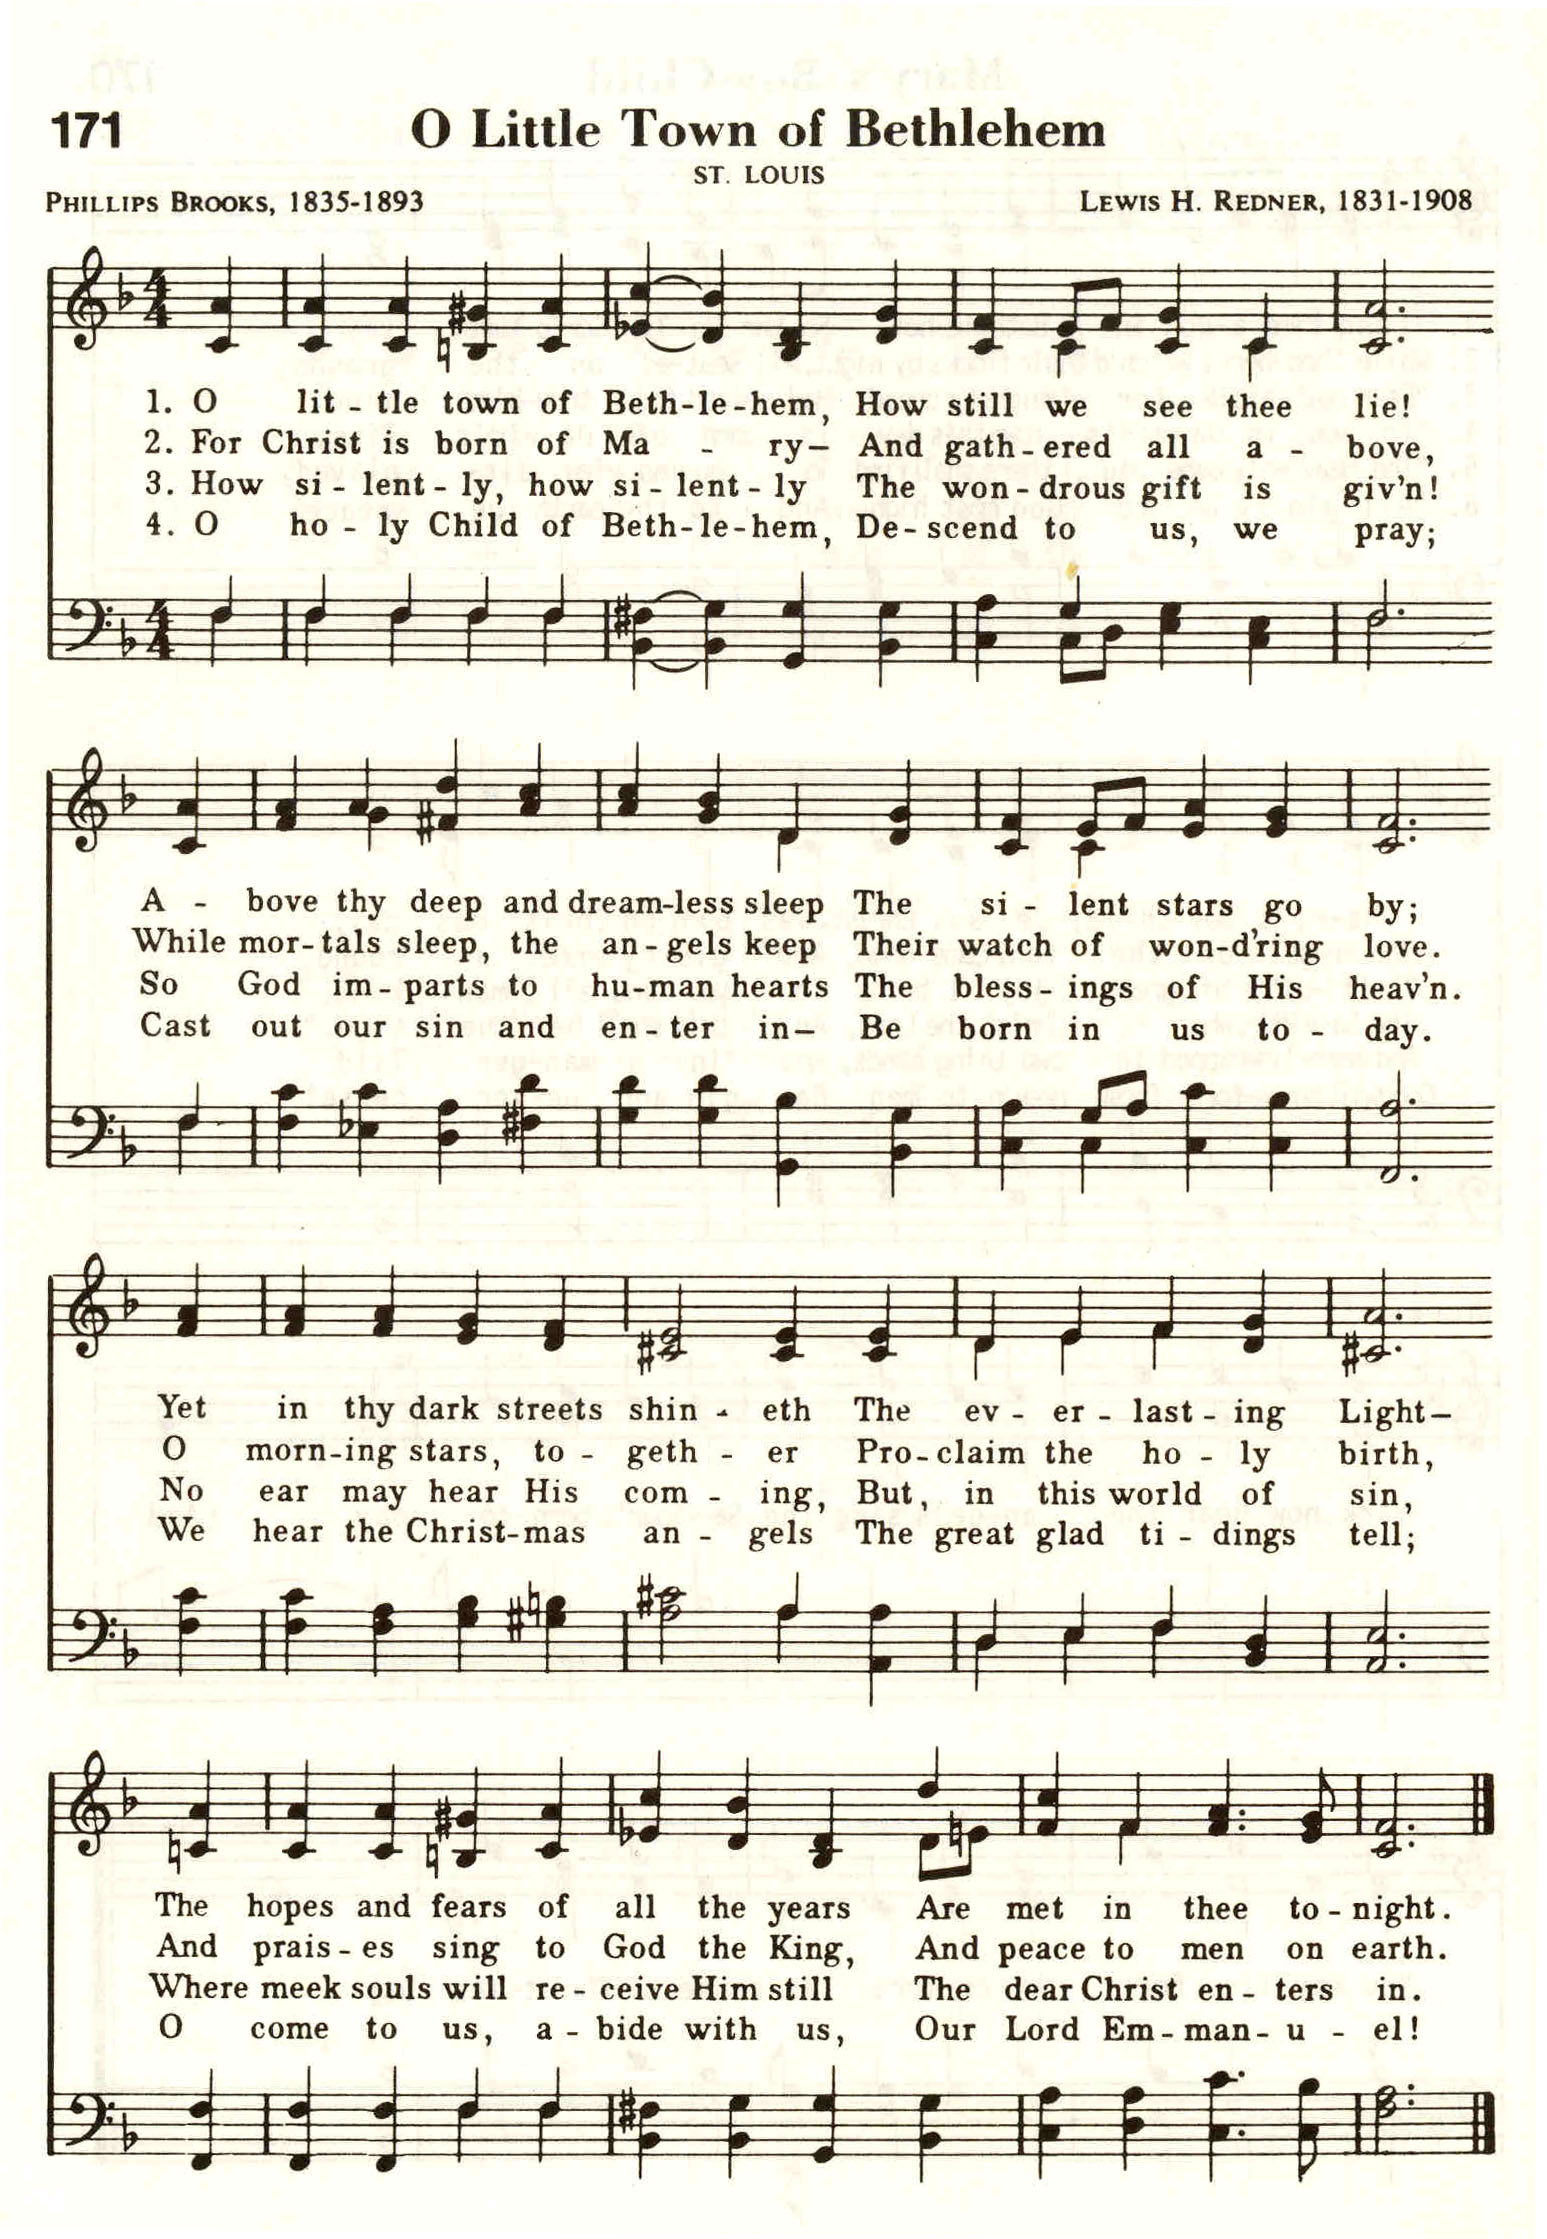 171 O Little Town of Bethlehem
ST. LOUIS
PHILLIPS BROOKS, 1835-1893 LEWIS H. REDNER, 1831-1908
1. O lit - tle town of Beth-le-hem, How still we see thee lie!
2. For Christ is born of Ma - ry– And gath-ered all a - bove,
3. How si - lent - ly, how si - lent - ly The won-drous gift is giv'n!
4. O ho - ly Child of Beth-le-hem, De-scend to us, we pray;
A - bove thy deep and dream-less sleep The si - lent stars go by;
While mor-tals sleep, the an-gels keep Their watch of won-d'ring love.
So God im-parts to hu-man hearts The bless-ings of His heav'n.
Cast out our sin and en-ter in– Be born in us to - day.
Yet in thy dark streets shin - eth The ev - er - last - ing Light–
O morn-ing stars, to - geth - er Pro-claim the ho - ly birth,
No ear may hear His com - ing, But, in this world of sin,
We hear the Christ-mas an - gels The great glad ti - dings tell;
The hopes and fears of all the years Are met in thee to-night.
And prais-es sing to God the King, And peace to men on earth.
Where meek souls will re-ceive Him still The dear Christ en-ters in.
O come to us, a-bide with us, Our Lord Em-man-u - el!